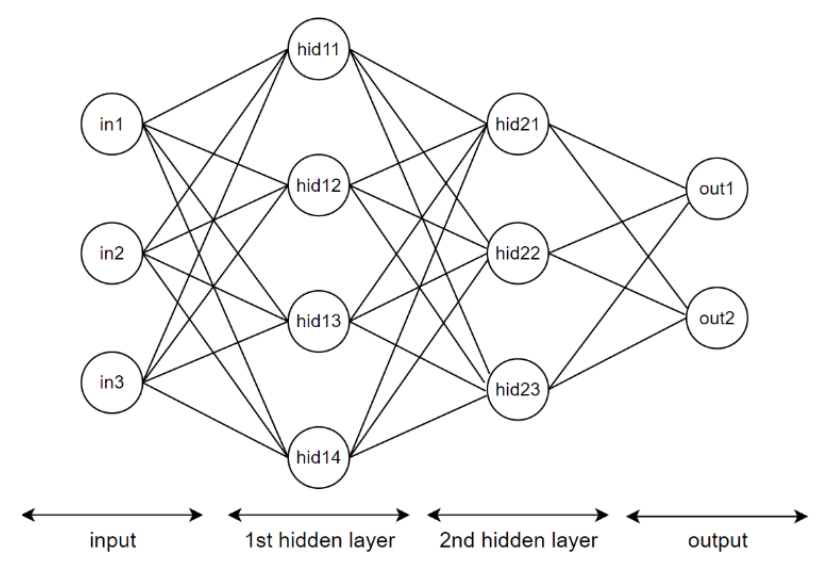 hid11
in1
hid21
hid12
out1
in2
hid22
hid13
out2
in3
hid23
hid14
input
1st hidden layer
2nd hidden layer
output